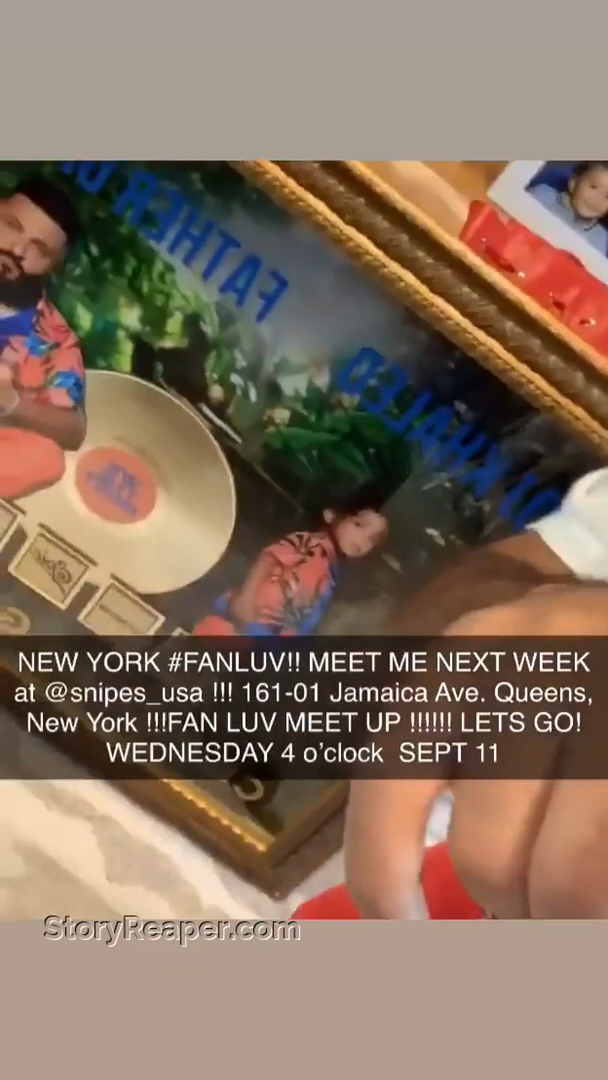 FATHER OF
DJ KHALED
NEW YORK #FANLUV!! MEET ME NEXT WEEK
at @snipes_usa !!! 161-01 Jamaica Ave. Queens,
New York !!!FAN LUV MEET UP !!!!!! LETS GO!
WEDNESDAY 4 o’clock  SEPT 11
StoryReaper.com